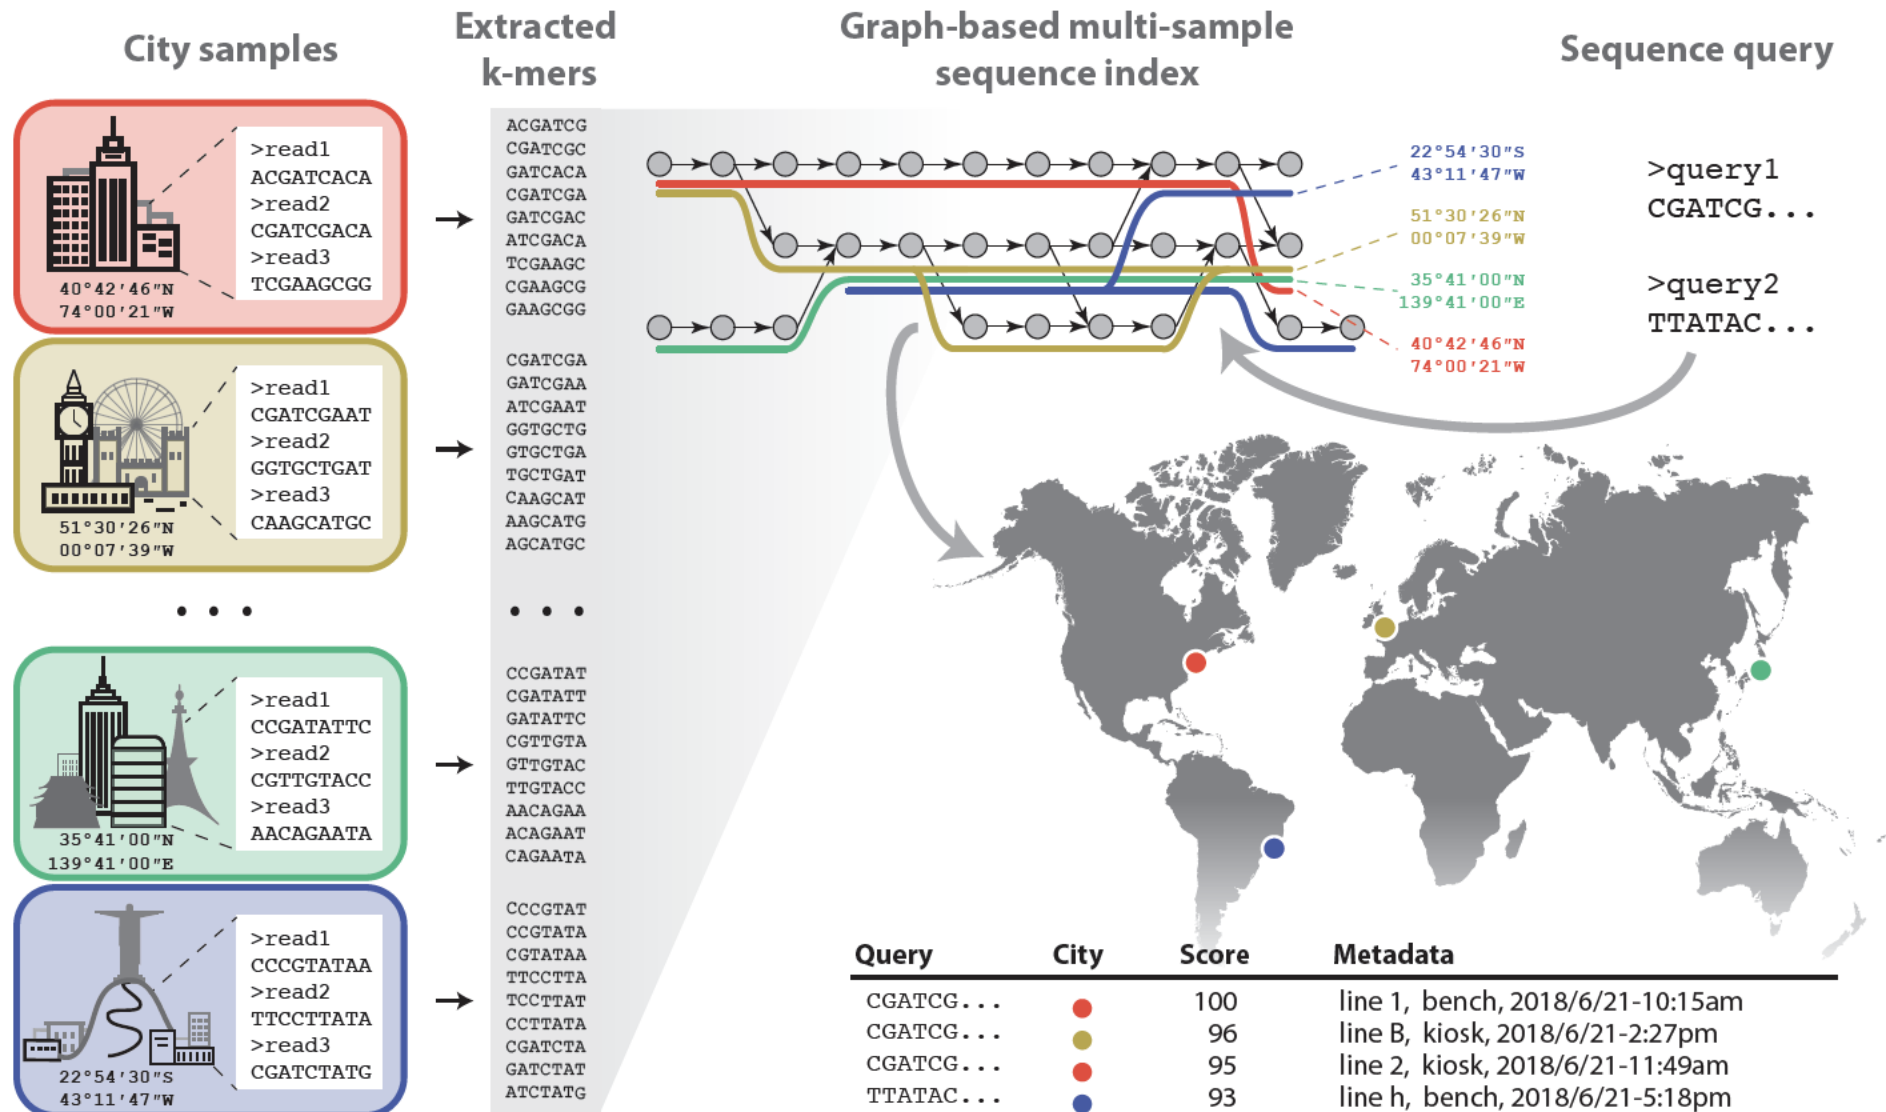 City samples
Extracted
k-mers
Graph-based multi-sample
sequence index
Sequence query
>read1
ACGATCACA
>read2
CGATCGACA
>read3
TCGAAGCGG
40°42'46"N
74°00'21"W
>read1
CGATCGAAT
>read2
GGTGCTGAT
>read3
CAAGCATGC
51°30'26"N
00°07'39"W
• • •
>read1
CCGATATTC
>read2
CGTTGTACC
>read3
AACAGAATA
35°41'00"N
139°41'00"E
>read1
CCCGTATAA
>read2
TTCCTTATA
>read3
CGATCTATG
22°54'30"S
43°11'47"W
ACGATCG
CGATCGC
GATCACA
CGATCGA
GATCGAC
ATCGACA
TCGAAGC
CGAAGCG
GAAGCGG
CGATCGA
GATCGAA
ATCGAAT
GGTGCTG
GTGCTGA
TGCTGAT
CAAGCAT
AAGCATG
AGCATGC
• • •
CCGATAT
CGATATT
GATATTC
CGTTGTA
GTTGTAC
TTGTACC
AACAGAA
ACAGAAT
CAGAATA
CCCGTAT
CCGTATA
CGTATAA
TTCCTTA
TCCTTAT
CCTTATA
CGATCTA
GATCTAT
ATCTATG
22°54'30"S
43°11'47"W
51°30'26"N
00°07'39"W
35°41'00"N
139°41'00"E
40°42'46"N
74°00'21"W
>query1
CGATCG...
>query2
TTATAC...
Query City Score Metadata
CGATCG... 100 line 1, bench, 2018/6/21-10:15am
CGATCG... 96 line B, kiosk, 2018/6/21-2:27pm
CGATCG... 95 line 2, kiosk, 2018/6/21-11:49am
TTATAC... 93 line h, bench, 2018/6/21-5:18pm